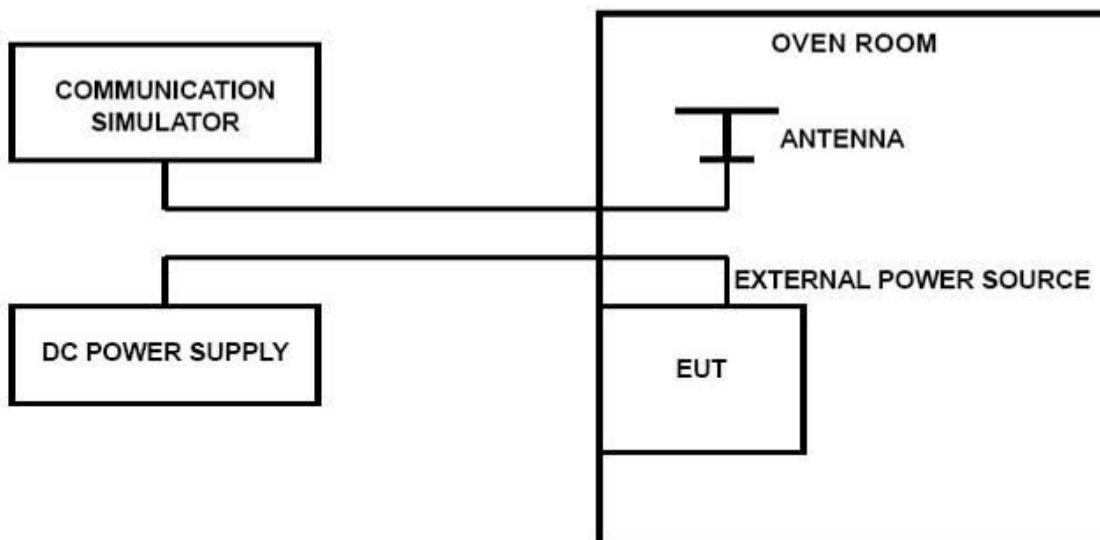 OVEN ROOM
COMMUNICATION
SIMULATOR
ANTENNA
EXTERNAL POWER SOURCE
DC POWER SUPPLY
EUT